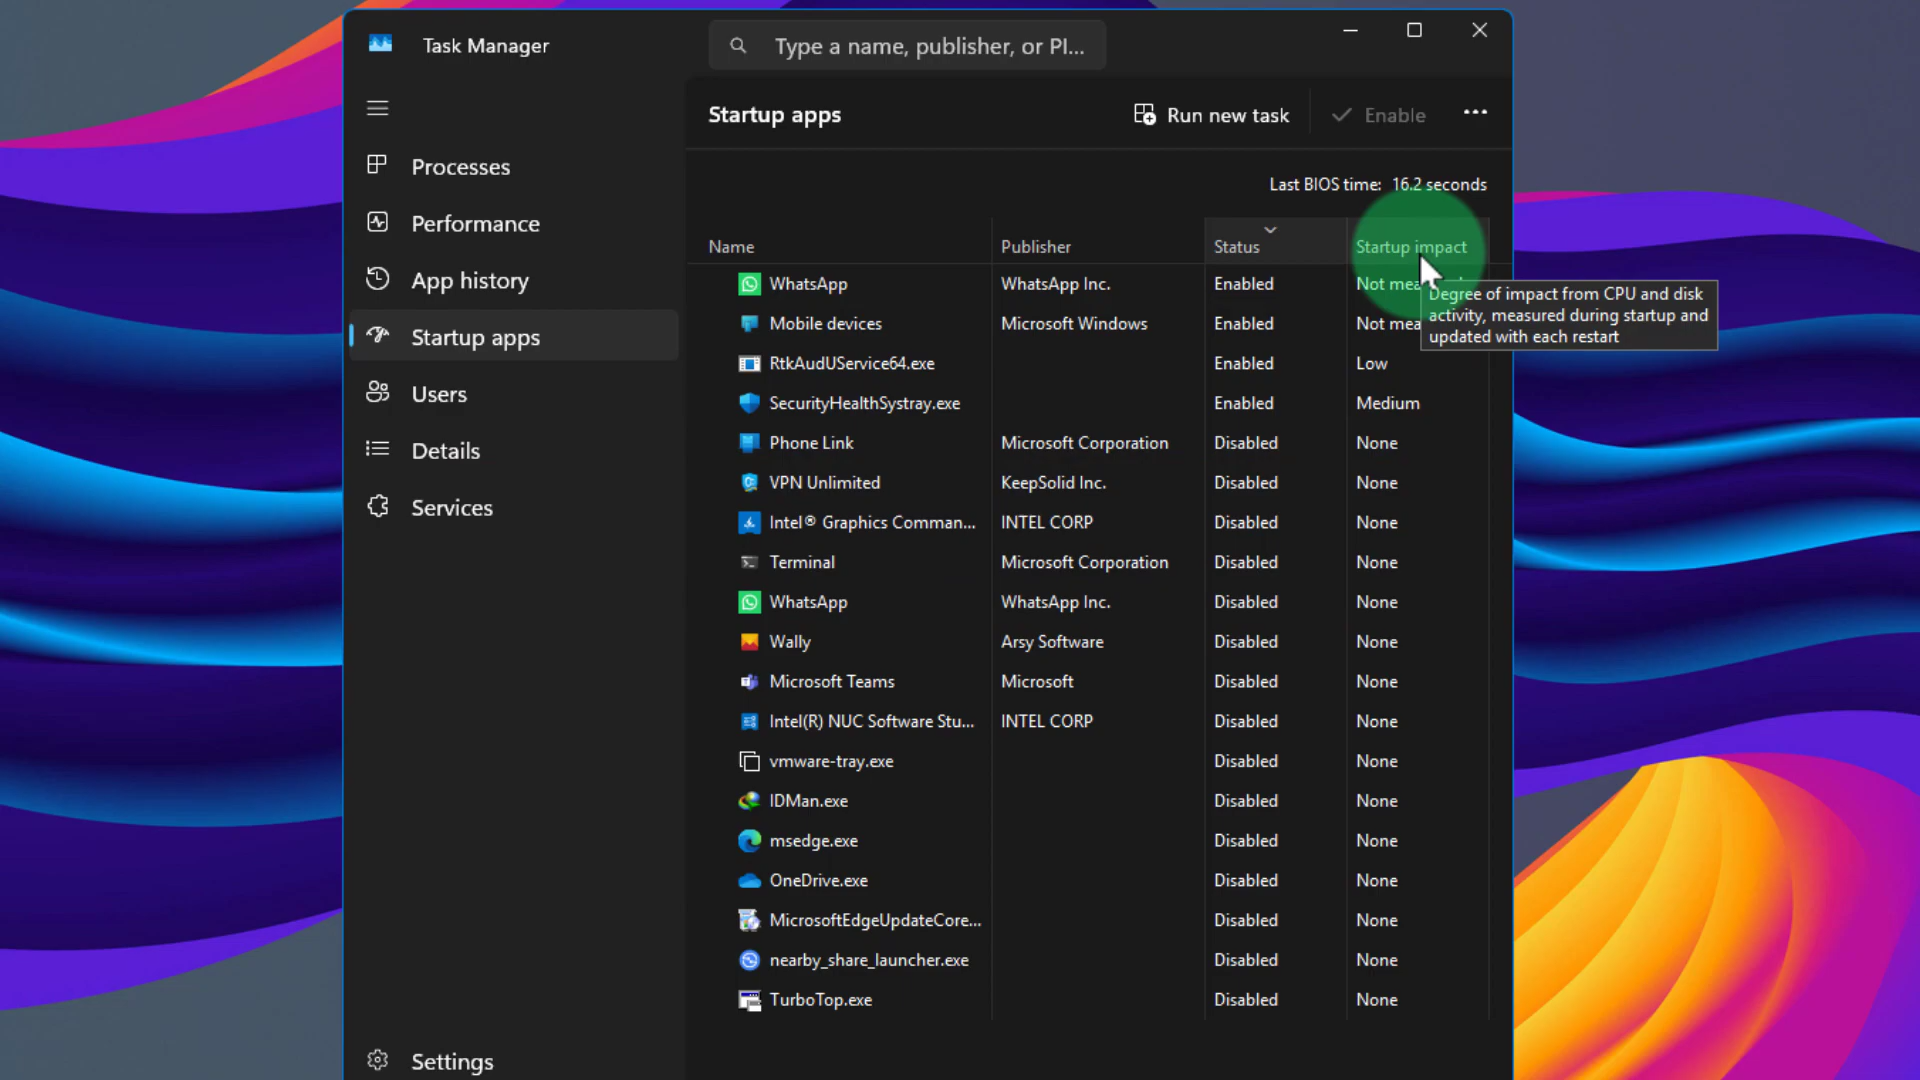 Task Manager
Type a name, publisher, or PI...
Startup apps
Run new task
Enable
Last BIOS time: 16.2 seconds
Processes
Performance
App history
Startup apps
Users
Details
Services
Settings
Name Publisher Status Startup impact
WhatsApp WhatsApp Inc. Enabled Not
Mobile devices Microsoft Windows Enabled Not
RtkAudUService64.exe Enabled Low
SecurityHealthSystray.exe Enabled Medium
Phone Link Microsoft Corporation Disabled None
VPN Unlimited KeepSolid Inc. Disabled None
Intel® Graphics Comman... INTEL CORP Disabled None
Terminal Microsoft Corporation Disabled None
WhatsApp WhatsApp Inc. Disabled None
Wally Arsy Software Disabled None
Microsoft Teams Microsoft Disabled None
Intel(R) NUC Software Stu... INTEL CORP Disabled None
vmware-tray.exe Disabled None
IDMan.exe Disabled None
msedge.exe Disabled None
OneDrive.exe Disabled None
MicrosoftEdgeUpdateCore... Disabled None
nearby_share_launcher.exe Disabled None
TurboTop.exe Disabled None
Degree of impact from CPU and disk
activity, measured during startup and
updated with each restart